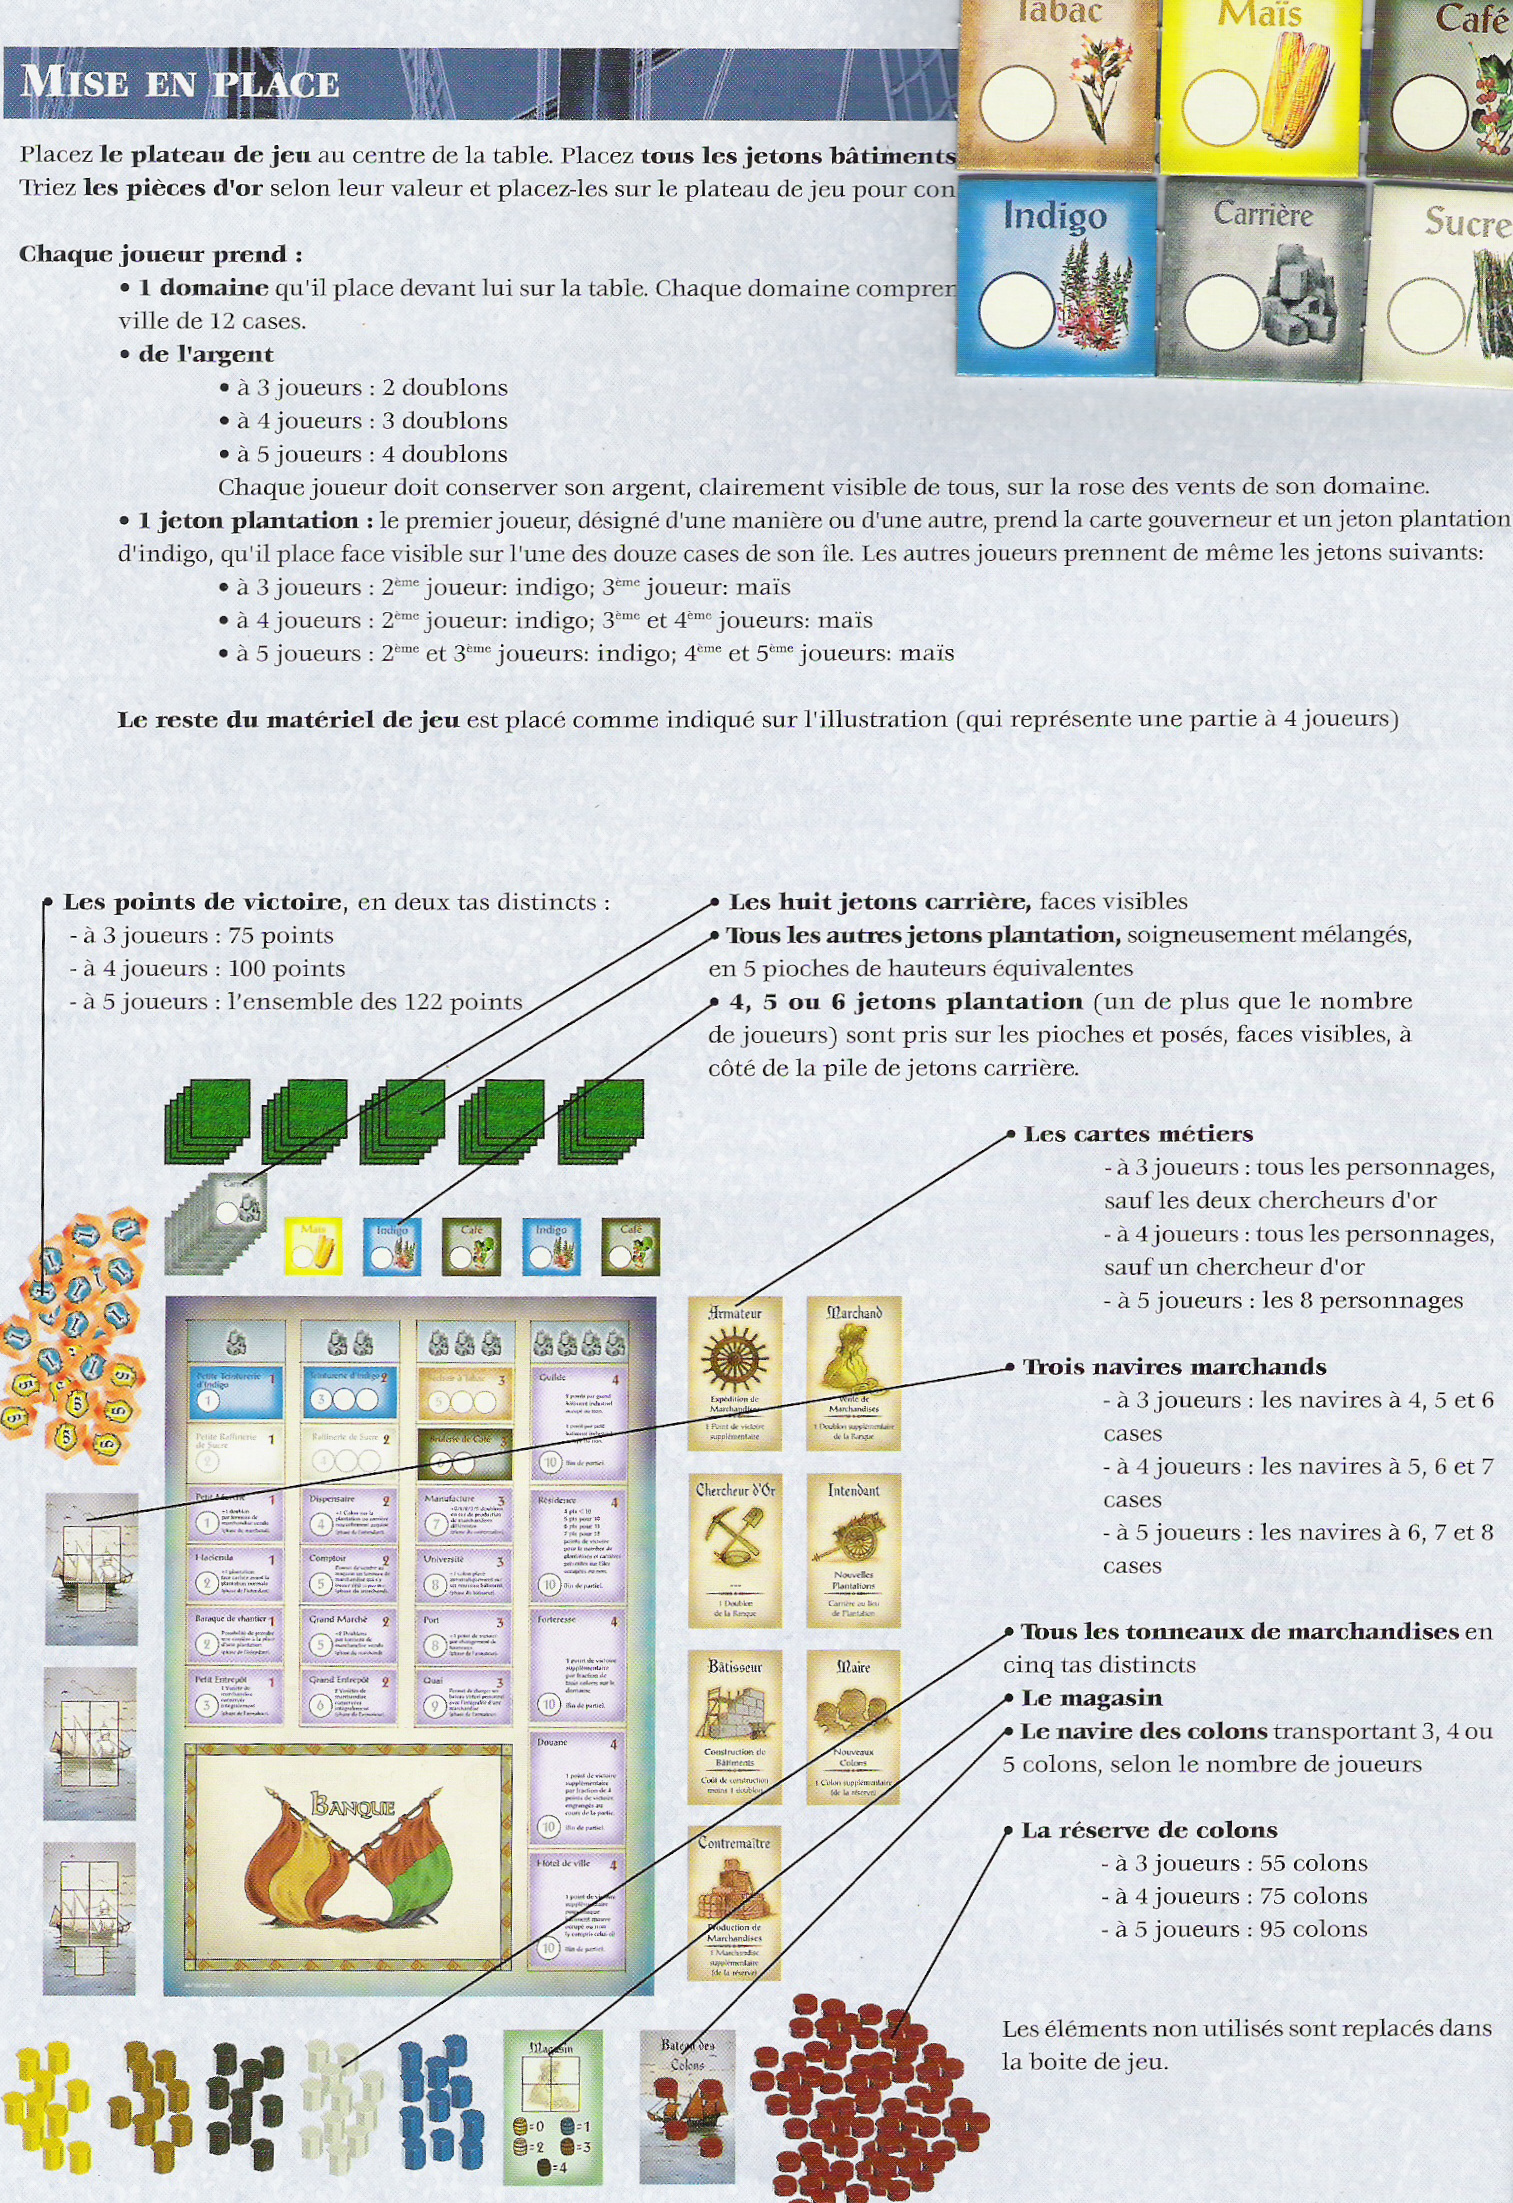 Tabac
Maïs
Café
MISE EN PLACE
Placez le plateau de jeu au centre de la table. Placez tous les jetons bâtiments
Triez les pièces d'or selon leur valeur et placez-les sur le plateau de jeu pour con
Indigo
Carrière
Sucre
Chaque joueur prend :
• 1 domaine qu'il place devant lui sur la table. Chaque domaine comprer
ville de 12 cases.
• de l'argent
• à 3 joueurs : 2 doublons
• à 4 joueurs : 3 doublons
• à 5 joueurs : 4 doublons
Chaque joueur doit conserver son argent, clairement visible de tous, sur la rose des vents de son domaine.
• 1 jeton plantation : le premier joueur, désigné d'une manière ou d'une autre, prend la carte gouverneur et un jeton plantation
d'indigo, qu'il place face visible sur l'une des douze cases de son île. Les autres joueurs prennent de même les jetons suivants:
• à 3 joueurs : 2ème joueur: indigo; 3ème joueur: maïs
• à 4 joueurs : 2ème joueur: indigo; 3ème et 4ème joueurs: maïs
• à 5 joueurs : 2ème et 3ème joueurs: indigo; 4ème et 5ème joueurs: maïs
Le reste du matériel de jeu est placé comme indiqué sur l'illustration (qui représente une partie à 4 joueurs)
• Les points de victoire, en deux tas distincts :
- à 3 joueurs : 75 points
- à 4 joueurs : 100 points
- à 5 joueurs : l'ensemble des 122 points
• Les huit jetons carrière, faces visibles
• Tous les autres jetons plantation, soigneusement mélangés,
en 5 pioches de hauteurs équivalentes
• 4, 5 ou 6 jetons plantation (un de plus que le nombre
de joueurs) sont pris sur les pioches et posés, faces visibles, à
côté de la pile de jetons carrière.
• Les cartes métiers
- à 3 joueurs : tous les personnages,
sauf les deux chercheurs d'or
- à 4 joueurs : tous les personnages,
sauf un chercheur d'or
- à 5 joueurs : les 8 personnages
• Trois navires marchands
- à 3 joueurs : les navires à 4, 5 et 6
cases
- à 4 joueurs : les navires à 5, 6 et 7
cases
- à 5 joueurs : les navires à 6, 7 et 8
cases
• Tous les tonneaux de marchandises en
cinq tas distincts
• Le magasin
• Le navire des colons transportant 3, 4 ou
5 colons, selon le nombre de joueurs
• La réserve de colons
- à 3 joueurs : 55 colons
- à 4 joueurs : 75 colons
- à 5 joueurs : 95 colons
Les éléments non utilisés sont replacés dans
la boite de jeu.
Carrière
Maïs
Indigo
Café
Indigo
Café
Petite Teinturerie 1
d'Indigo
1
Teinturerie d'Indigo 2
3
Séchoir à Tabac 3
5
Guilde 4
10
Petite Raffinerie 1
de Sucre
2
Raffinerie de Sucre 2
4
Brûlerie de Café 3
6
Petit Marché 1
1
Dispensaire 2
4
Manufacture 3
7
Résidence 4
10
Hacienda 1
2
Comptoir 2
5
Université 3
8
Baraque de chantier 1
2
Grand Marché 2
5
Port 3
8
Forteresse 4
10
Petit Entrepôt 1
3
Grand Entrepôt 2
6
Quai 3
9
Douane 4
10
Hôtel de ville 4
10
BANQUE
Armateur
Expédition de
Marchandises
1 Point de victoire
supplémentaire
Marchand
Vente de
Marchandises
1 Doublon supplémentaire
de la Banque
Chercheur d'Or
---
1 Doublon
de la Banque
Intendant
Nouvelles
Plantations
Carrière au lieu
de Plantation
Bâtisseur
Construction de
Bâtiments
Coût de construction
moins 1 doublon
Maire
Nouveaux
Colons
1 Colon supplémentaire
(de la réserve)
Contremaître
Production de
Marchandises
1 Marchandise
supplémentaire
(de la réserve)
Magasin
=0
=1
=2
=3
=4
Bateau des
Colons